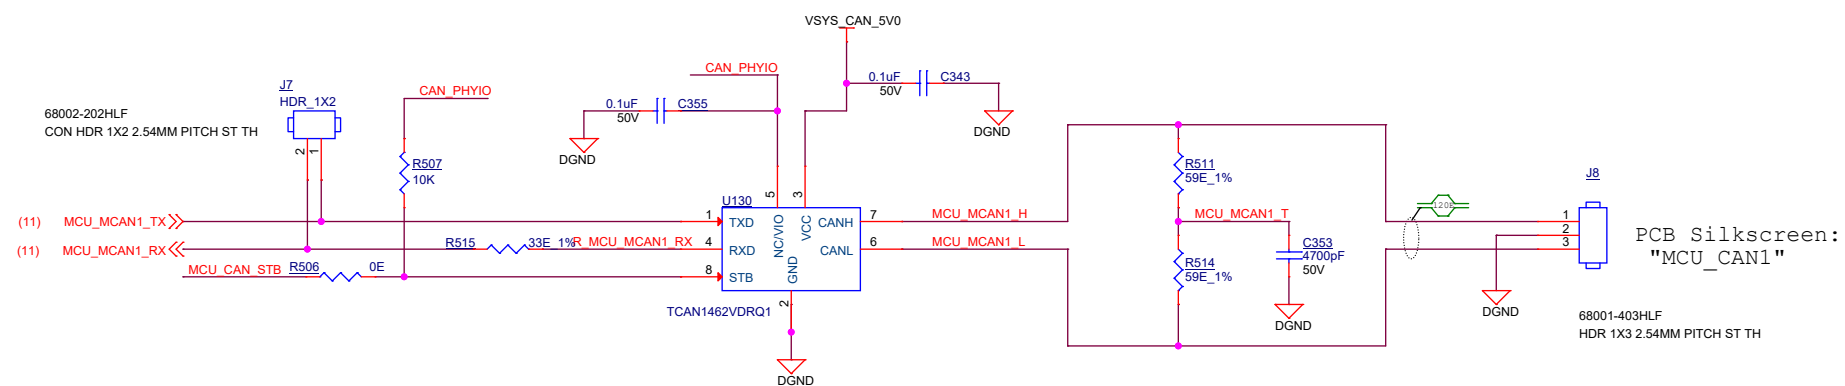 VSYS_CAN_5V0
CAN_PHYIO
J7
HDR_1X2
CAN_PHYIO
0.1uF
C343
50V
68002-202HLF
CON HDR 1X2 2.54MM PITCH ST TH
0.1uF
C355
50V
DGND
DGND
2
1
R507
10K
R511
59E_1%
J8
5
3
U130
120E
(11) MCU_MCAN1_TX
1
TXD
NC/VIO
VCC
CANH
7
MCU_MCAN1_H
MCU_MCAN1_T
1
2
3
(11) MCU_MCAN1_RX
R515
33E_1%
R_MCU_MCAN1_RX
4
RXD
CANL
6
MCU_MCAN1_L
C353
4700pF
50V
PCB Silkscreen:
"MCU_CAN1"
MCU_CAN_STB
R506
0E
8
STB
GND
2
R514
59E_1%
TCAN1462VDRQ1
DGND
DGND
68001-403HLF
HDR 1X3 2.54MM PITCH ST TH
DGND